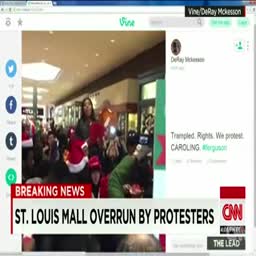 Vine/DeRay Mckesson
Vine
DeRay Mckesson
Trampled. Rights. We protest.
CAROLING. #ferguson
BREAKING NEWS
ST. LOUIS MALL OVERRUN BY PROTESTERS
CNN
THE LEAD